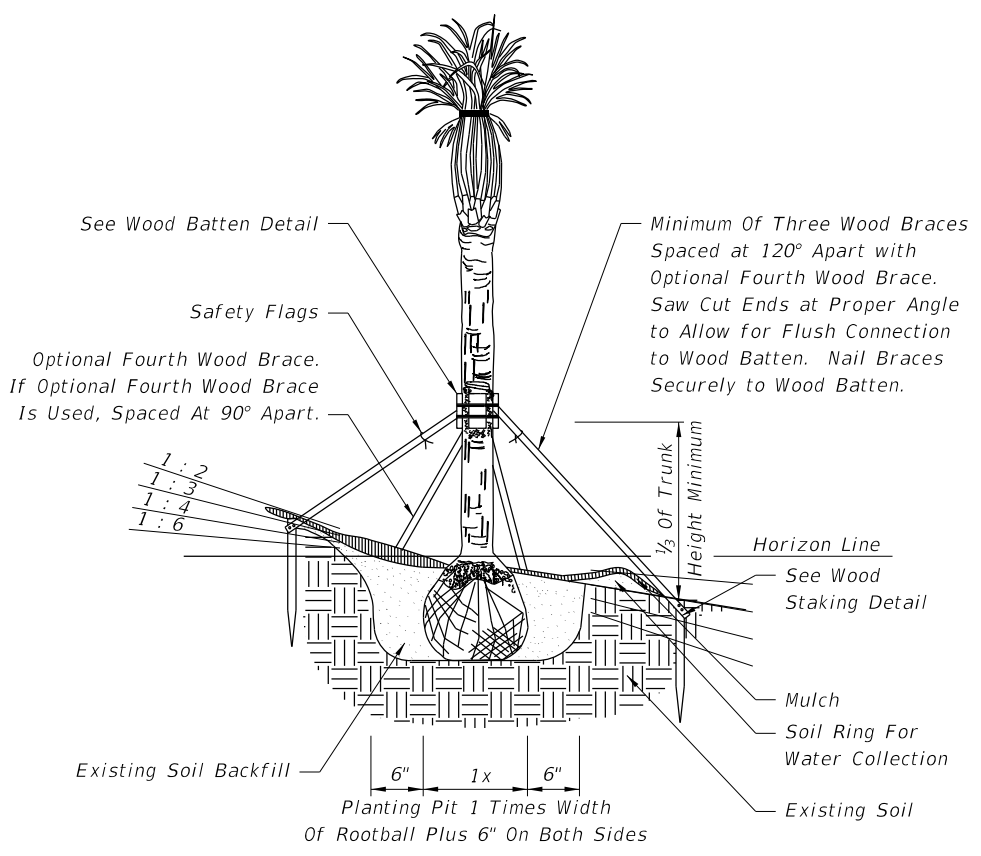 See Wood Batten Detail
Safety Flags
Optional Fourth Wood Brace.
If Optional Fourth Wood Brace
Is Used, Spaced At 90° Apart.
Minimum Of Three Wood Braces
Spaced at 120° Apart with
Optional Fourth Wood Brace.
Saw Cut Ends at Proper Angle
to Allow for Flush Connection
to Wood Batten. Nail Braces
Securely to Wood Batten.
1 : 2
1 : 3
1 : 4
1 : 6
⅓ Of Trunk
Height Minimum
Horizon Line
See Wood
Staking Detail
Mulch
Soil Ring For
Water Collection
Existing Soil
Existing Soil Backfill
6" 1x 6"
Planting Pit 1 Times Width
Of Rootball Plus 6" On Both Sides